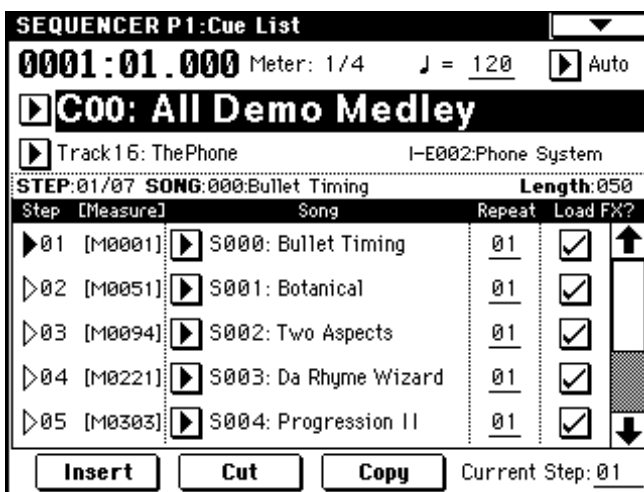 SEQUENCER P1:Cue List
0001:01.000 Meter: 1/4 ♩ = 120 Auto
C00: All Demo Medley
Track16: ThePhone I-E002:Phone System
STEP:01/07 SONG:000:Bullet Timing Length:050
Step [Measure] Song Repeat Load FX?
01 [M0001] S000: Bullet Timing 01
02 [M0051] S001: Botanical 01
03 [M0094] S002: Two Aspects 01
04 [M0221] S003: Da Rhyme Wizard 01
05 [M0303] S004: Progression II 01
Insert Cut Copy Current Step: 01